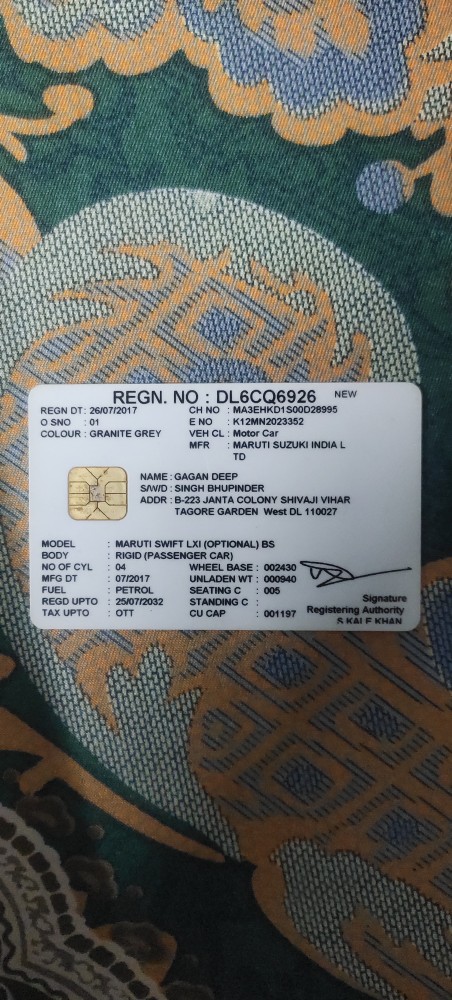 REGN. NO : DL6CQ6926 NEW
REGN DT : 26/07/2017 CH NO : MA3EHKD1S00D28995
O SNO : 01 E NO : K12MN2023352
COLOUR : GRANITE GREY VEH CL : Motor Car
MFR : MARUTI SUZUKI INDIA L
TD
NAME : GAGAN DEEP
S/W/D : SINGH BHUPINDER
ADDR : B-223 JANTA COLONY SHIVAJI VIHAR
TAGORE GARDEN West DL 110027
MODEL : MARUTI SWIFT LXI (OPTIONAL) BS
BODY : RIGID (PASSENGER CAR)
NO OF CYL : 04 WHEEL BASE : 002430
MFG DT : 07/2017 UNLADEN WT : 000940
FUEL : PETROL SEATING C : 005
REGD UPTO : 25/07/2032 STANDING C :
TAX UPTO : OTT CU CAP : 001197
Signature
Registering Authority
S KALE KHAN